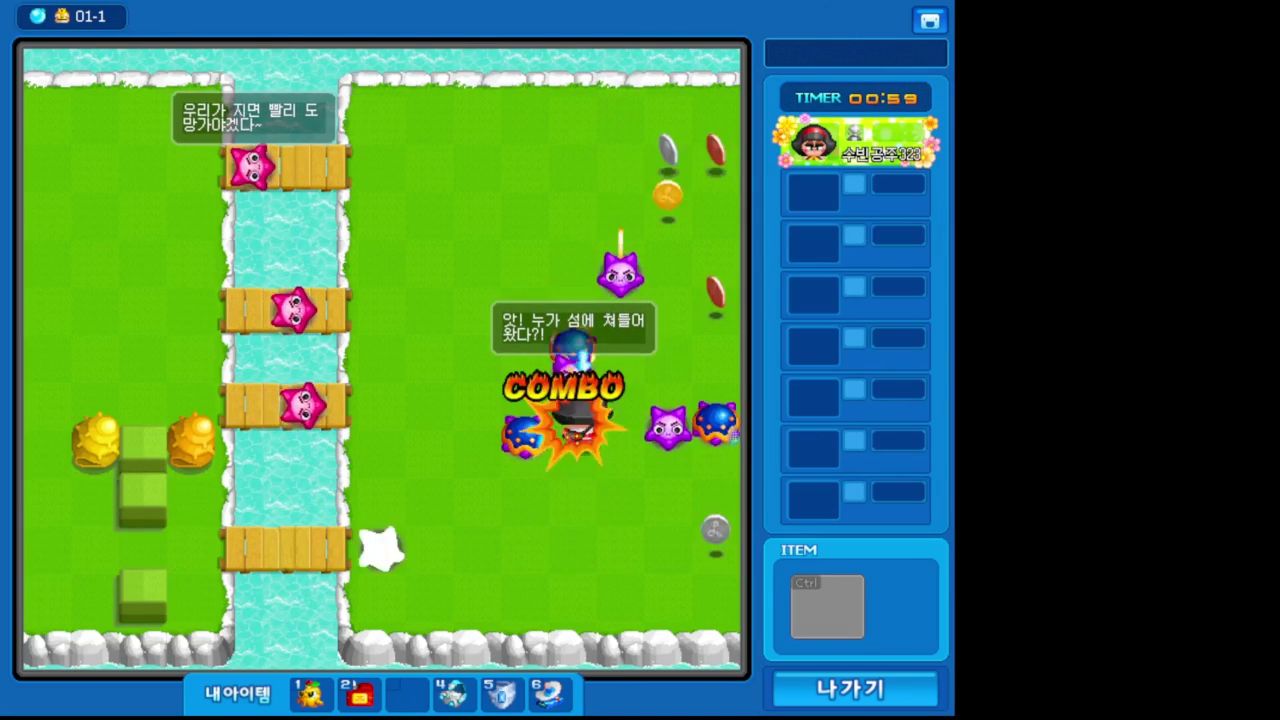 01-1
우리가 지면 빨리 도
망가야겠다~
TIMER 00:59
수빈공주323
앗! 누가 섬에 쳐들어
왔다?!
COMBO
ITEM
Ctrl
내 아이템
1
2
4
5
6
나가기